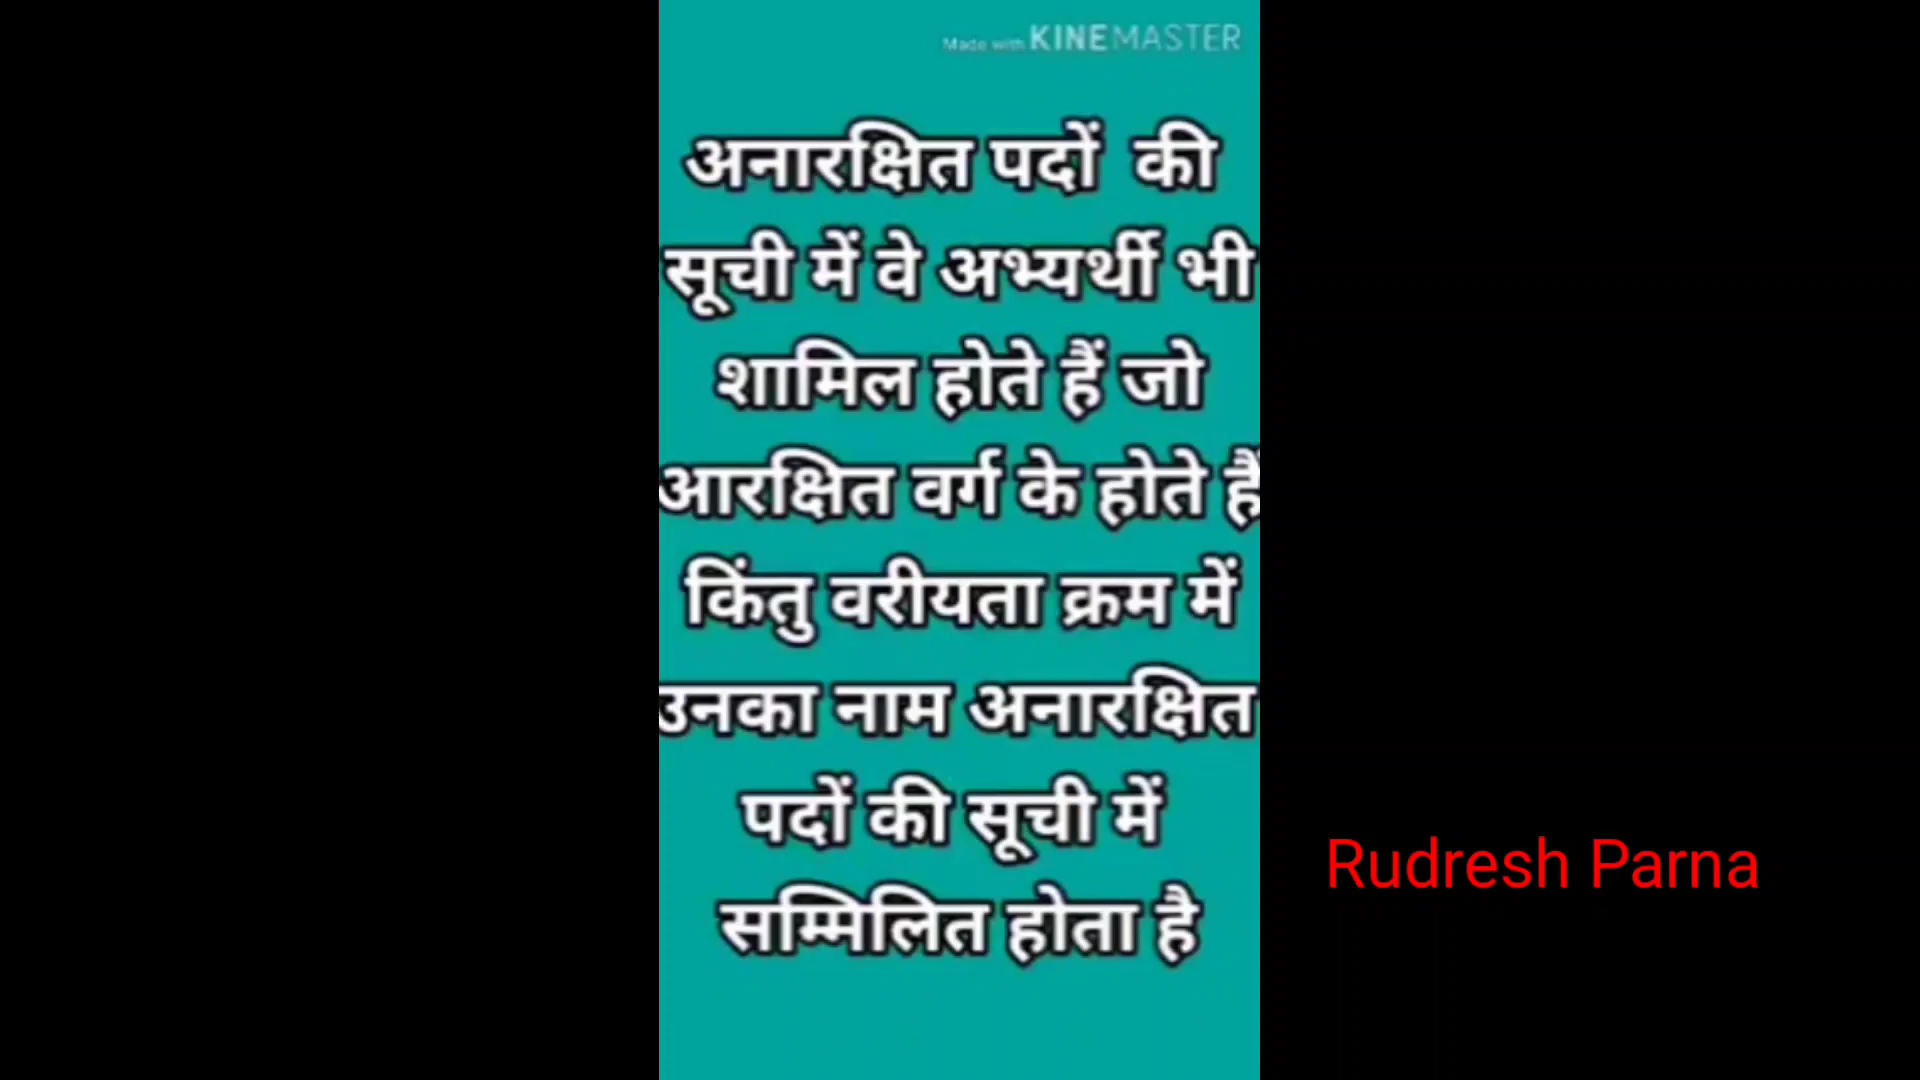 Made with KINEMASTER
अनारक्षित पदों की
सूची में वे अभ्यर्थी भी
शामिल होते हैं जो
आरक्षित वर्ग के होते हैं
किंतु वरीयता क्रम में
उनका नाम अनारक्षित
पदों की सूची में
सम्मिलित होता है
Rudresh Parna